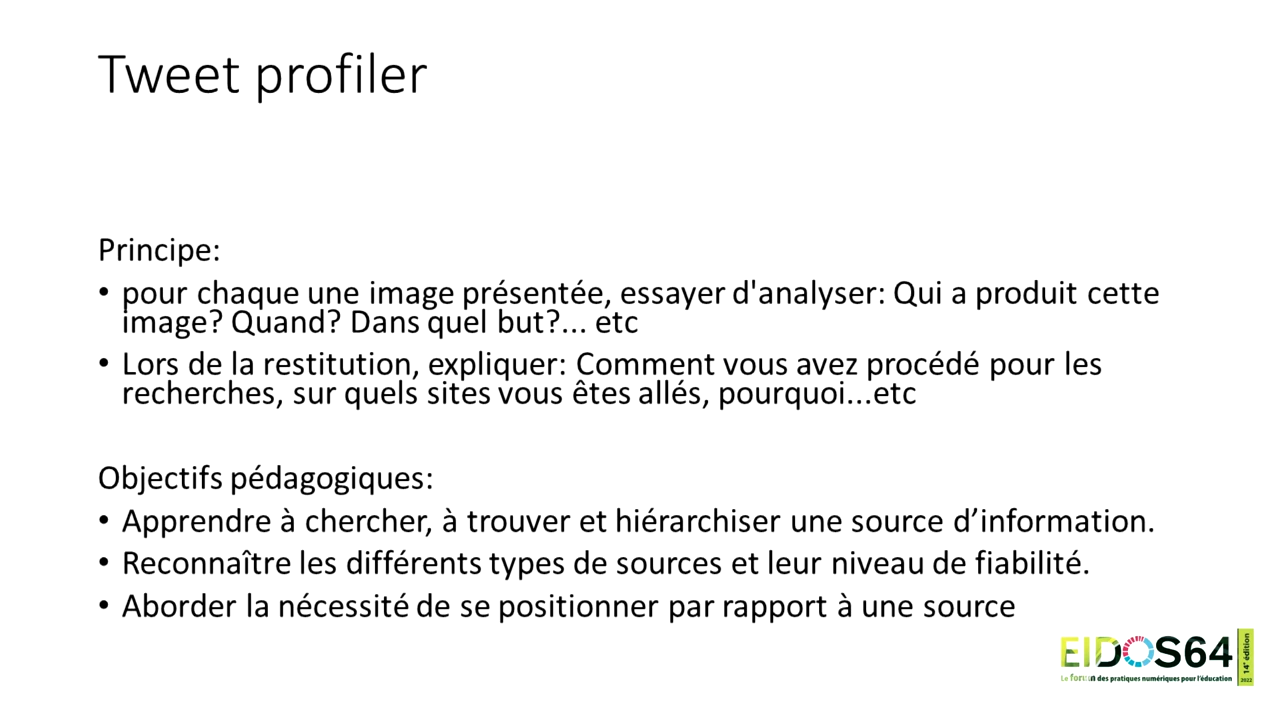 Tweet profiler
Principe:
• pour chaque une image présentée, essayer d'analyser: Qui a produit cette
image? Quand? Dans quel but?... etc
• Lors de la restitution, expliquer: Comment vous avez procédé pour les
recherches, sur quels sites vous êtes allés, pourquoi...etc
Objectifs pédagogiques:
• Apprendre à chercher, à trouver et hiérarchiser une source d’information.
• Reconnaître les différents types de sources et leur niveau de fiabilité.
• Aborder la nécessité de se positionner par rapport à une source
EIDOS64
Le forum des pratiques numériques pour l'éducation
14e édition
2022